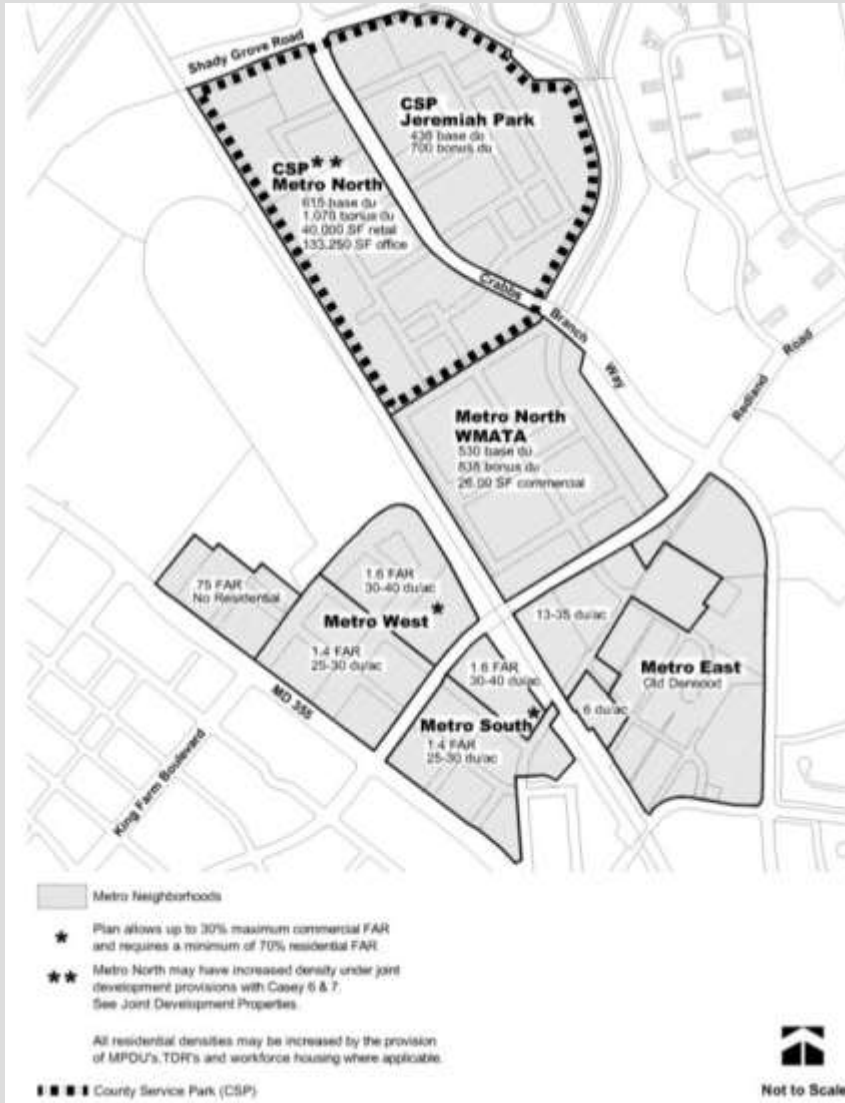 Shady Grove Road
CSP
Jeremiah Park
436 base du
700 bonus du
CSP**
Metro North
615 base du
1,070 bonus du
40,000 SF retail
133,250 SF office
Crabbs
Branch
Way
Redland
Road
Metro North
WMATA
530 base du
838 bonus du
26.00 SF commercial
75 FAR
No Residential
1.6 FAR
30-40 du/ac
Metro West*
1.4 FAR
25-30 du/ac
13-35 du/ac
1.6 FAR
30-40 du/ac
Metro East
Old Derwood
6 du/ac
MD 355
Metro South*
1.4 FAR
25-30 du/ac
King Farm Boulevard
Metro Neighborhoods
* Plan allows up to 30% maximum commercial FAR
and requires a minimum of 70% residential FAR
** Metro North may have increased density under joint
development provisions with Casey 6 & 7.
See Joint Development Properties.
All residential densities may be increased by the provision
of MPDU's, TDR's and workforce housing where applicable.
County Service Park (CSP)
Not to Scale